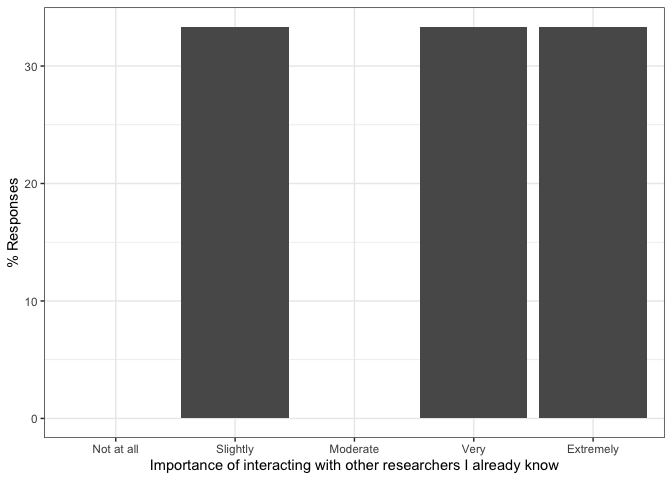 % Responses
30
20
10
0
Not at all
Slightly
Moderate
Very
Extremely
Importance of interacting with other researchers I already know